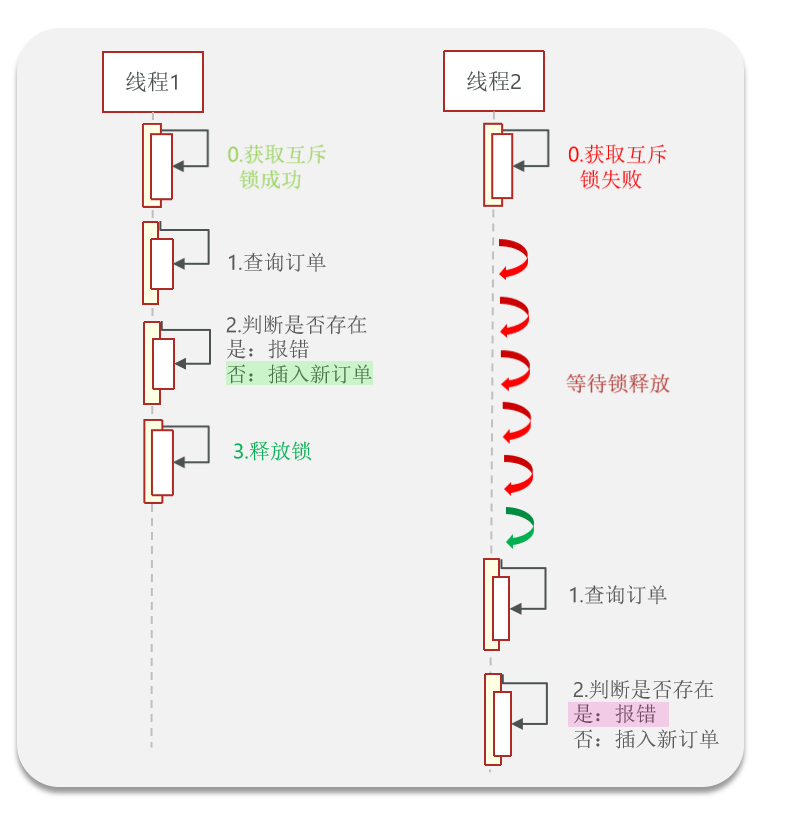 线程1
线程2
0.获取互斥
锁成功
0.获取互斥
锁失败
1.查询订单
2.判断是否存在
是：报错
否：插入新订单
等待锁释放
3.释放锁
1.查询订单
2.判断是否存在
是：报错
否：插入新订单